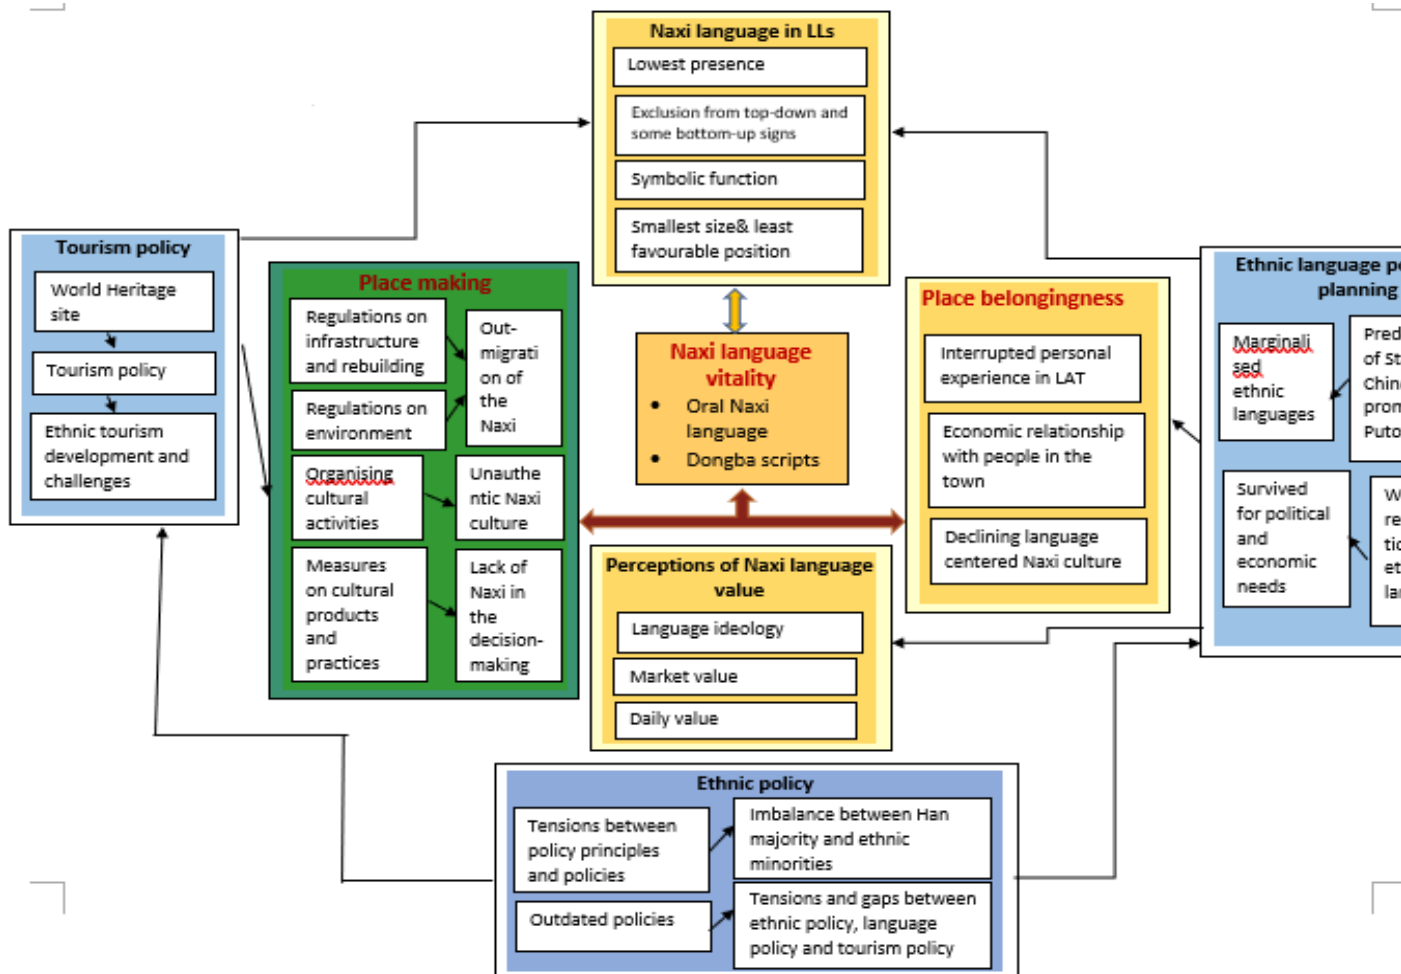 Naxi language in LLs
Lowest presence
Exclusion from top-down and
some bottom-up signs
Symbolic function
Smallest size& least
favourable position
Tourism policy
World Heritage
site
Tourism policy
Ethnic tourism
development and
challenges
Place making
Regulations on
infrastructure
and rebuilding
Regulations on
environment
Organising
cultural
activities
Measures
on cultural
products
and
practices
Out-
migrati
on of
the
Naxi
Unauthe
ntic Naxi
culture
Lack of
Naxi in
the
decision-
making
Naxi language
vitality
• Oral Naxi
language
• Dongba scripts
Place belongingness
Interrupted personal
experience in LAT
Economic relationship
with people in the
town
Declining language
centered Naxi culture
Ethnic language
planning
Marginali
sed
ethnic
languages
of
Survived
for political
and
economic
needs
Perceptions of Naxi language
value
Language ideology
Market value
Daily value
Ethnic policy
Tensions between
policy principles
and policies
Outdated policies
Imbalance between Han
majority and ethnic
minorities
Tensions and gaps between
ethnic policy, language
policy and tourism policy